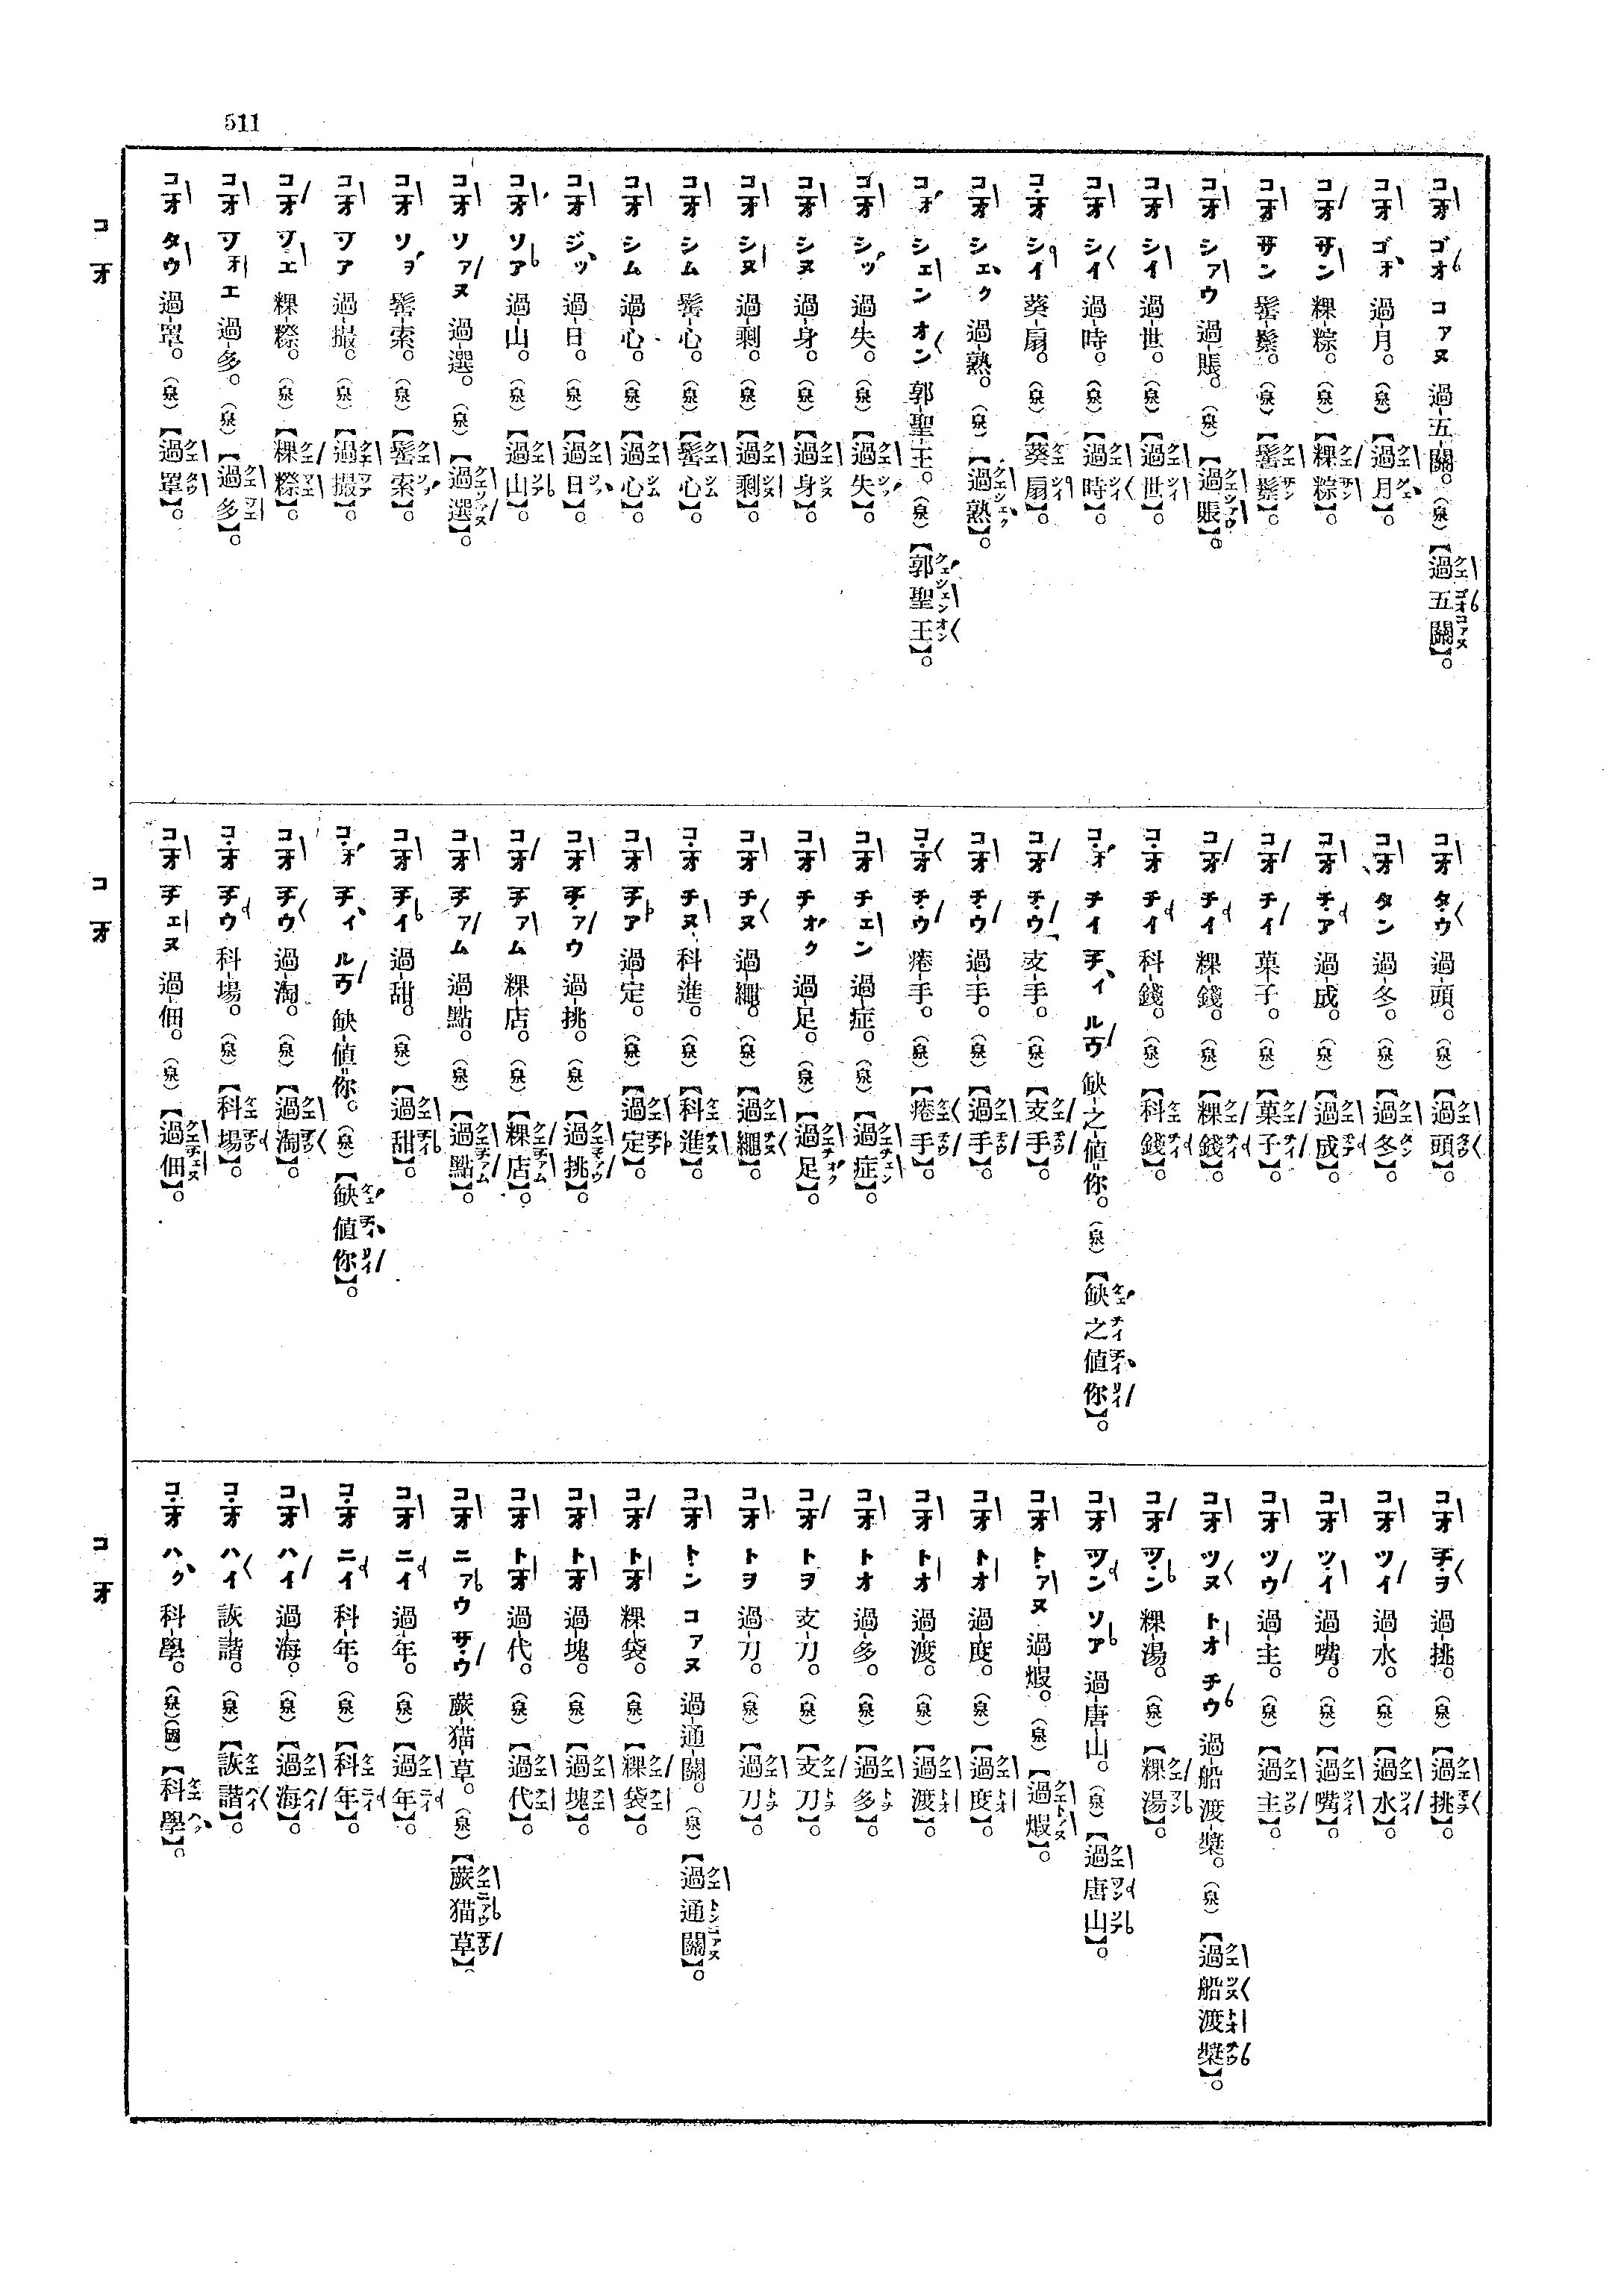 511
コオ ゴオ コァヌ 過-五-關。(泉)【過五關】。
コオ ゴォ 過-月。(泉)【過月】。
コオ サン 粿-粽。(泉)【粿粽】。
コオ サン 髻-鬃。(泉)【髻鬃】。
コオ シァウ 過-賬。(泉)【過賬】。
コオ シイ 過-世。(泉)【過世】。
コオ シイ 過-時。(泉)【過時】。
コオ シイ 葵-扇。(泉)【葵扇】。
コオ シェク 過-熟。(泉)【過熟】。
コォ シェン オン 郭-聖-王。(泉)【郭聖王】。
コオ シッ 過-失。(泉)【過失】。
コオ シヌ 過-身。(泉)【過身】。
コオ シヌ 過-剩。(泉)【過剩】。
コオ シム 髻-心。(泉)【髻心】。
コオ シム 過-心。(泉)【過心】。
コオ ジッ 過-日。(泉)【過日】。
コオ ソア 過-山。(泉)【過山】。
コオ ソァヌ 過-選。(泉)【過選】。
コオ ソヲ 髻-索。(泉)【髻索】。
コオ ツア 過-撮。(泉)【過撮】。
コオ ツエ 粿-粢。(泉)【粿粢】。
コオ ツォエ 過-多。(泉)【過多】。
コオ タウ 過-罩。(泉)【過罩】。
コオ タウ 過-頭。(泉)【過頭】。
コオ タン 過-冬。(泉)【過冬】。
コオ チア 過-成。(泉)【過成】。
コオ チイ 菓-子。(泉)【菓子】。
コオ チイ 粿-錢。(泉)【粿錢】。
コオ チイ 科-錢。(泉)【科錢】。
コォ チイ チィ ルウ 缺-之-値=你。(泉)【缺之値你】。
コオ チウ 支-手。(泉)【支手】。
コオ チウ 過-手。(泉)【過手】。
コオ チウ 瘘-手。(泉)【瘘手】。
コオ チェン 過-症。(泉)【過症】。
コオ チォク 過-足。(泉)【過足】。
コオ チヌ 過-繩。(泉)【過繩】。
コオ チヌ 科-進。(泉)【科進】。
コオ チア 過-定。(泉)【過定】。
コオ チァウ 過-挑。(泉)【過挑】。
コオ チァム 粿-店。(泉)【粿店】。
コオ チァム 過-點。(泉)【過點】。
コオ チイ 過-甜。(泉)【過甜】。
コォ チィ ルウ 缺-値=你。(泉)【缺値你】。
コオ チウ 過-淘。(泉)【過淘】。
コオ チウ 科-場。(泉)【科場】。
コオ チェヌ 過-佃。(泉)【過佃】。
コオ チヲ 過-挑。(泉)【過挑】。
コオ ツイ 過-水。(泉)【過水】。
コオ ツイ 過-嘴。(泉)【過嘴】。
コオ ツウ 過-主。(泉)【過主】。
コオ ツヌ トオ チウ 過-船 渡-槳。(泉)【過船渡槳】。
コオ ツン 粿-湯。(泉)【粿湯】。
コオ ツン ソア 過-唐-山。(泉)【過唐山】。
コオ トァヌ 過-煅。(泉)【過煅】。
コオ トオ 過-度。(泉)【過度】。
コオ トオ 過-渡。(泉)【過渡】。
コオ トオ 過-多。(泉)【過多】。
コオ トヲ 支-刀。(泉)【支刀】。
コオ トヲ 過-刀。(泉)【過刀】。
コオ トン コァヌ 過-通-關。(泉)【過通關】。
コオ トオ 粿-袋。(泉)【粿袋】。
コオ トオ 過-塊。(泉)【過塊】。
コオ トオ 過-代。(泉)【過代】。
コオ ニァウ サウ 蕨-猫-草。(泉)【蕨猫草】。
コオ ニイ 過-年。(泉)【過年】。
コオ ニイ 科-年。(泉)【科年】。
コオ ハイ 過-海。(泉)【過海】。
コオ ハイ 詼-諧。(泉)【詼諧】。
コオ ハク 科-學。(泉)(國)【科學】。
コオ
コオ
コオ